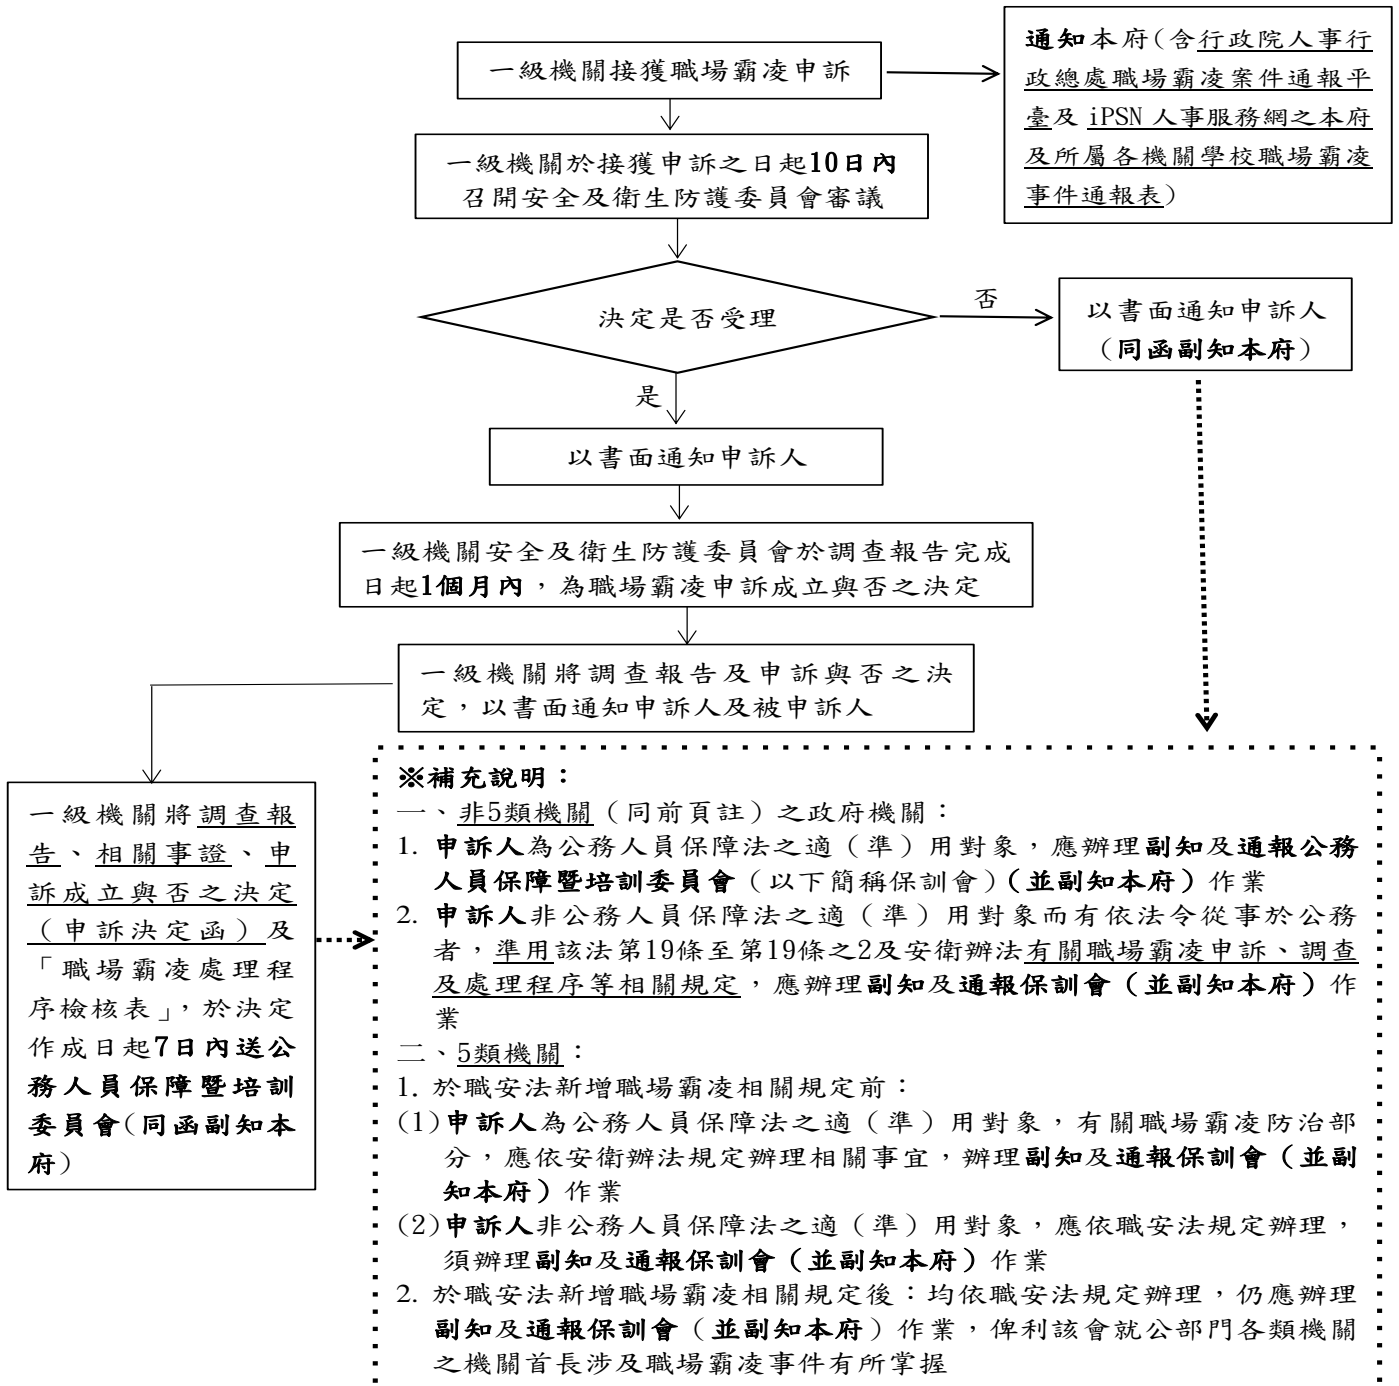 一級機關接獲職場霸凌申訴
通知本府(含行政院人事行
政總處職場霸凌案件通報平
臺及 iPSN 人事服務網之本府
及所屬各機關學校職場霸凌
事件通報表)
一級機關於接獲申訴之日起10日內
召開安全及衛生防護委員會審議
決定是否受理
否
以書面通知申訴人
(同函副知本府)
是
以書面通知申訴人
一級機關安全及衛生防護委員會於調查報告完成
日起1個月內，為職場霸凌申訴成立與否之決定
一級機關將調查報告及申訴與否之決
定，以書面通知申訴人及被申訴人
一級機關將調查報
告、相關事證、申
訴成立與否之決定
（申訴決定函）及
「職場霸凌處理程
序檢核表」，於決定
作成日起7日內送公
務人員保障暨培訓
委員會(同函副知本
府)
※補充說明：
一、非5類機關（同前頁註）之政府機關：
1. 申訴人為公務人員保障法之適（準）用對象，應辦理副知及通報公務
人員保障暨培訓委員會（以下簡稱保訓會）(並副知本府）作業
2. 申訴人非公務人員保障法之適（準）用對象而有依法令從事於公務
者，準用該法第19條至第19條之2及安衛辦法有關職場霸凌申訴、調查
及處理程序等相關規定，應辦理副知及通報保訓會（並副知本府）作
業
二、5類機關：
1. 於職安法新增職場霸凌相關規定前：
(1)申訴人為公務人員保障法之適（準）用對象，有關職場霸凌防治部
分，應依安衛辦法規定辦理相關事宜，辦理副知及通報保訓會（並副
知本府）作業
(2)申訴人非公務人員保障法之適（準）用對象，應依職安法規定辦理，
須辦理副知及通報保訓會（並副知本府）作業
2. 於職安法新增職場霸凌相關規定後：均依職安法規定辦理，仍應辦理
副知及通報保訓會（並副知本府）作業，俾利該會就公部門各類機關
之機關首長涉及職場霸凌事件有所掌握